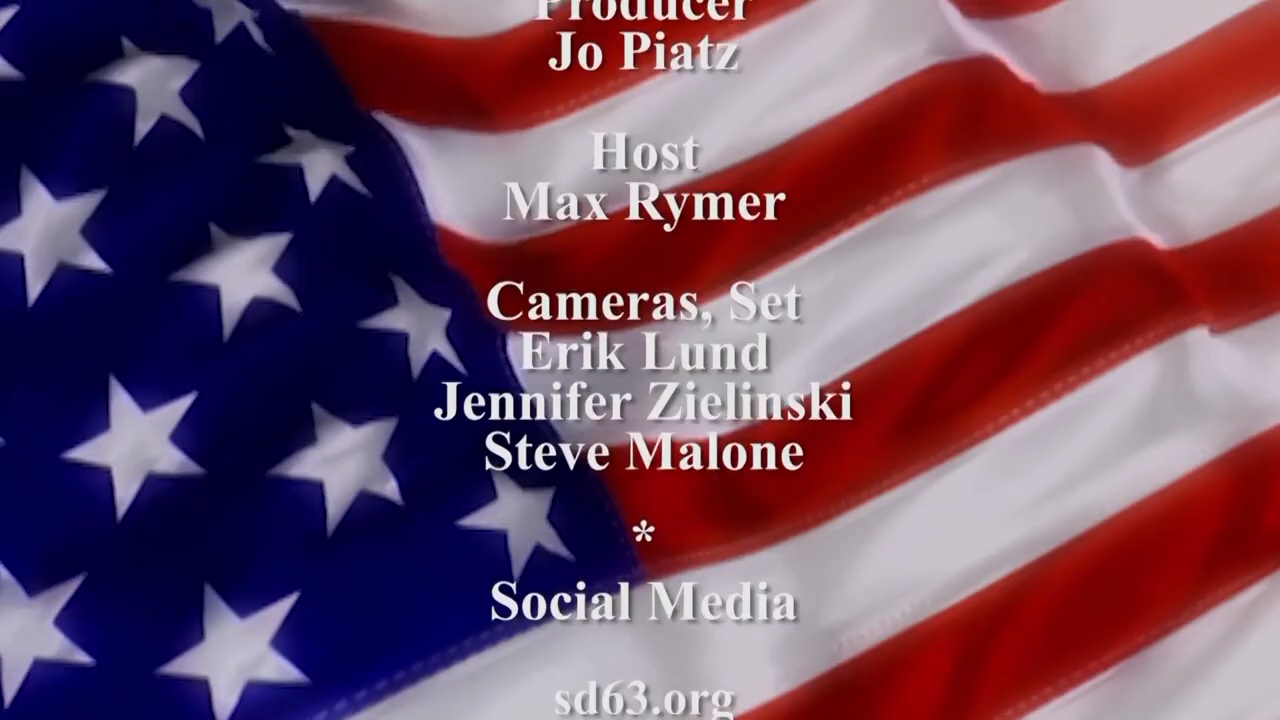 Producer
Jo Piatz
Host
Max Rymer
Cameras, Set
Erik Lund
Jennifer Zielinski
Steve Malone
*
Social Media
sd63.org